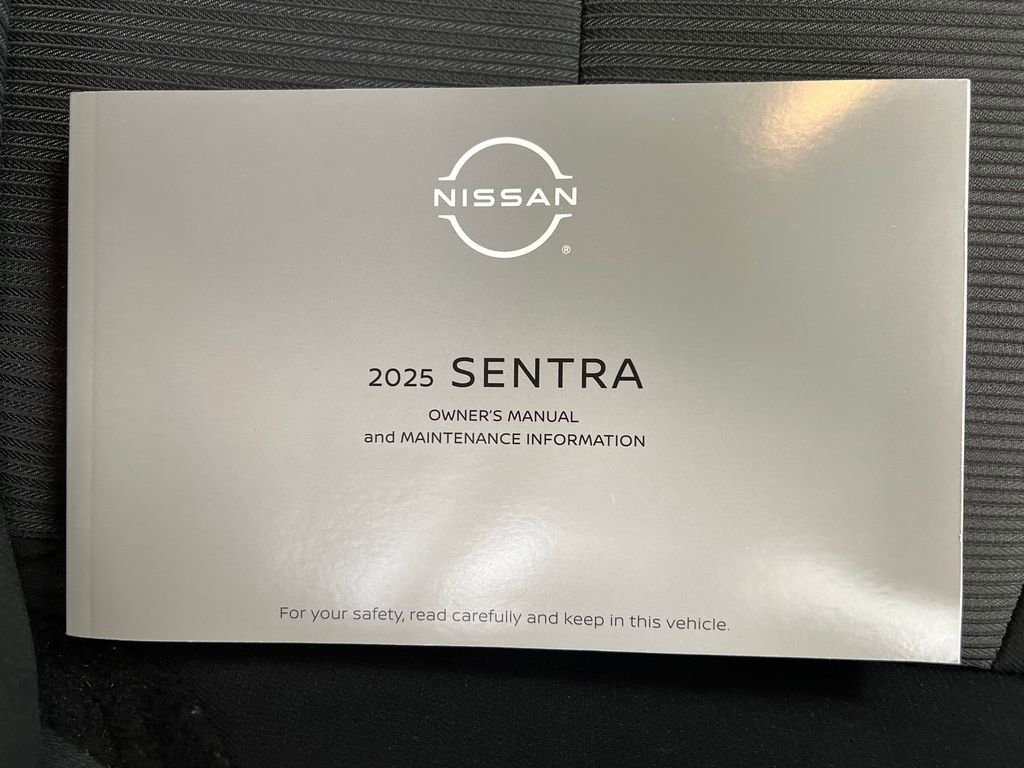 NISSAN
®
2025 SENTRA
OWNER'S MANUAL
and MAINTENANCE INFORMATION
For your safety, read carefully and keep in this vehicle.